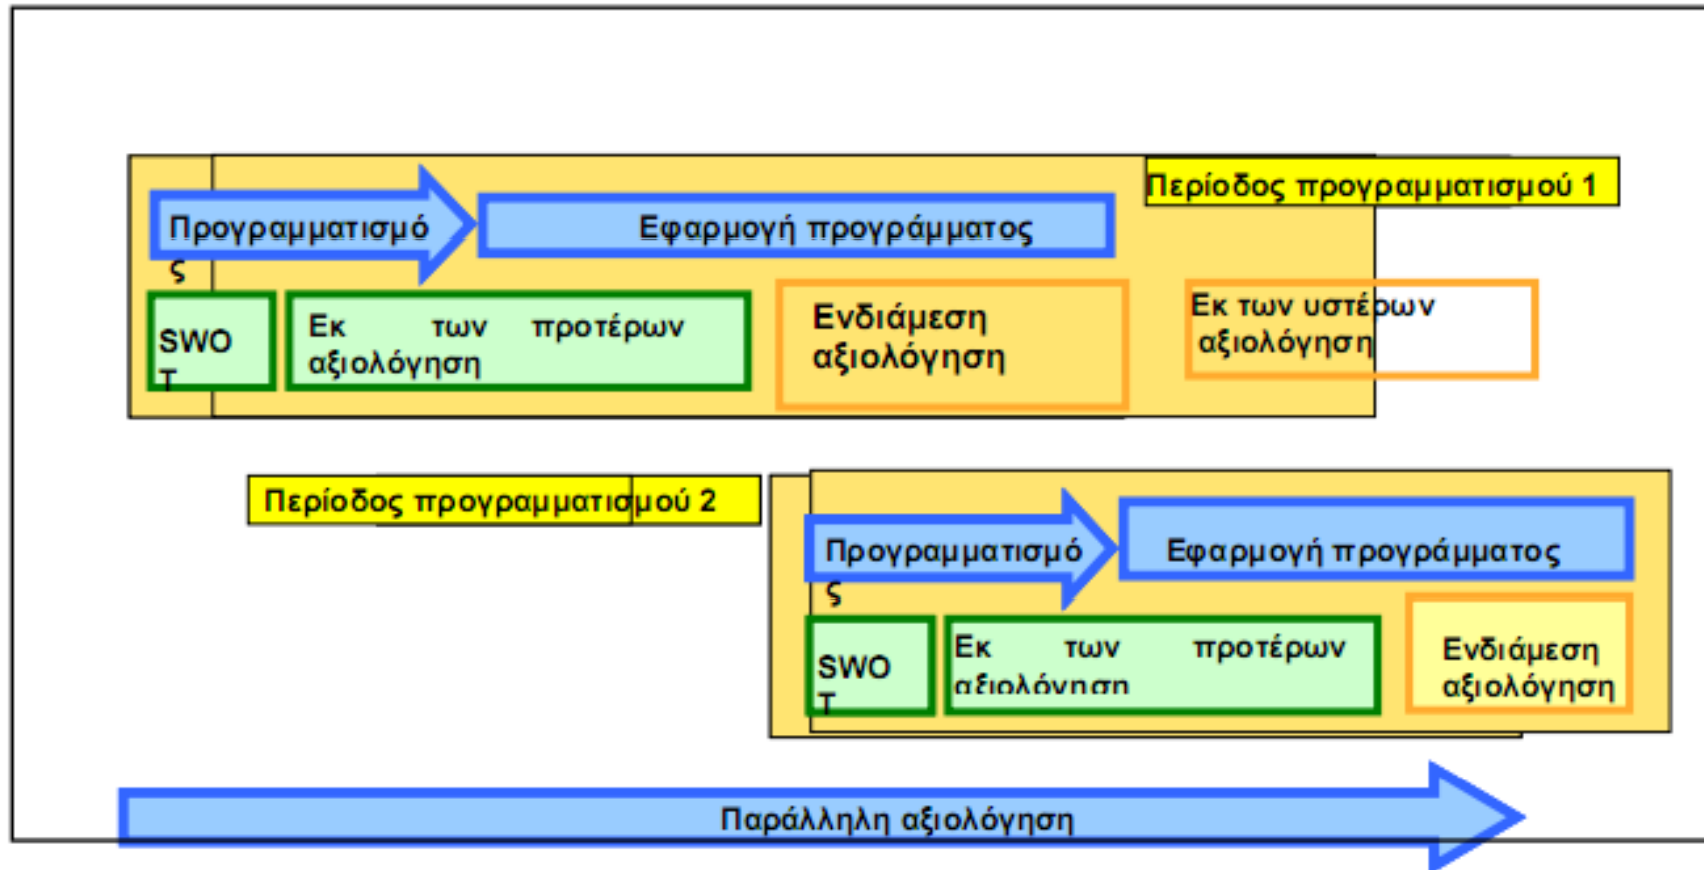 Περίοδος προγραμματισμού 1
Προγραμματισμό
ς
Εφαρμογή προγράμματος
SWO
T
Εκ των προτέρων
αξιολόγηση
Ενδιάμεση
αξιολόγηση
Εκ των υστέρων
αξιολόγηση
Περίοδος προγραμματισμού 2
Προγραμματισμό
ς
Εφαρμογή προγράμματος
SWO
T
Εκ των προτέρων
αξιολόγηση
Ενδιάμεση
αξιολόγηση
Παράλληλη αξιολόγηση